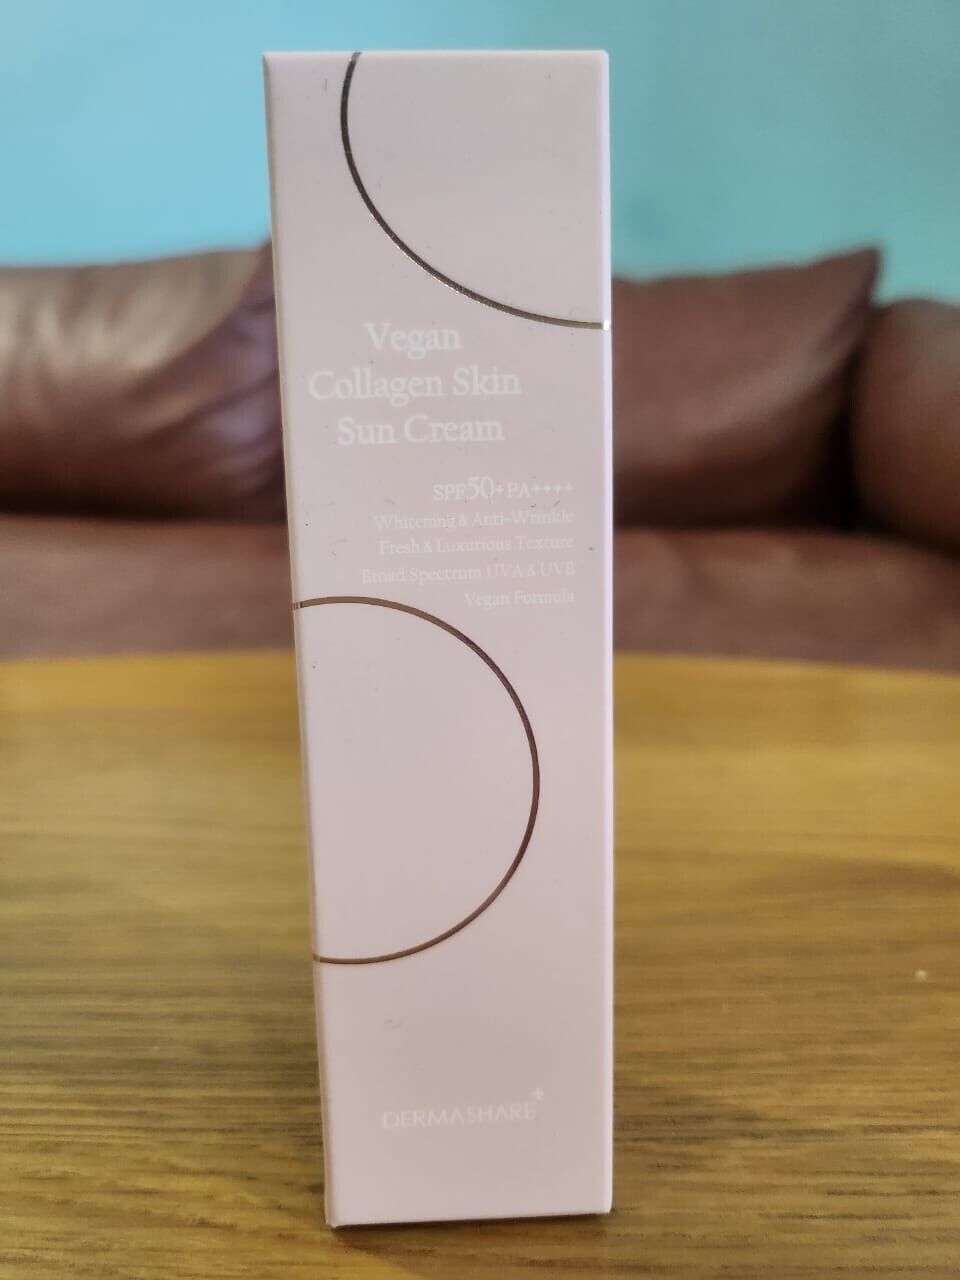 Vegan
Collagen Skin
Sun Cream
SPF50+PA++++
Whitening & Anti-Wrinkle
Fresh & Luxurious Texture
Broad Spectrum UVA & UVB
Vegan Formula
DERMASHARE+